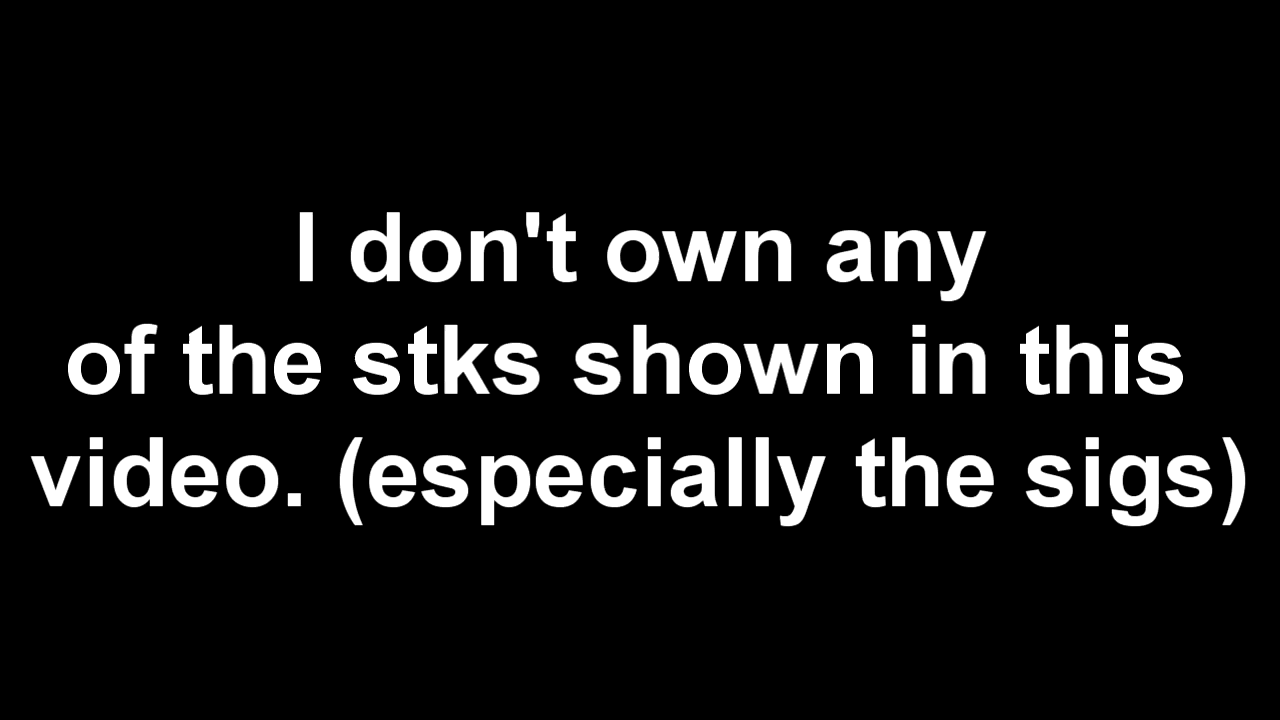 I don't own any
of the stks shown in this
video. (especially the sigs)